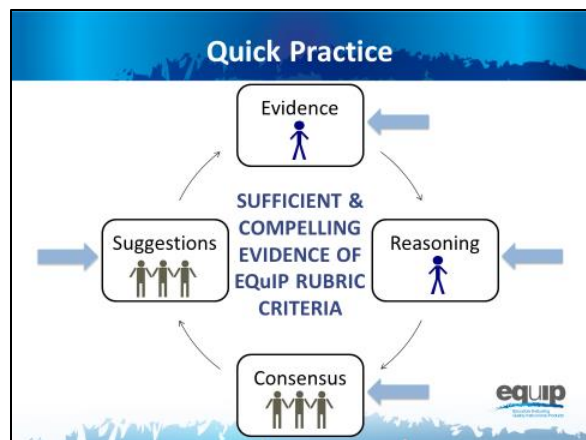 Quick Practice
Evidence
SUFFICIENT &
COMPELLING
EVIDENCE OF
EQuIP RUBRIC
CRITERIA
Suggestions
Reasoning
Consensus
equip